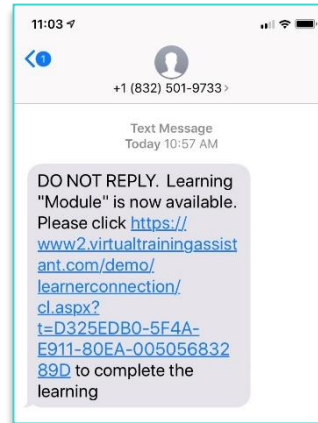 11:03
1
+1 (832) 501-9733 >
Text Message
Today 10:57 AM
DO NOT REPLY. Learning
"Module" is now available.
Please click https://
www2.virtualtrainingassist
ant.com/demo/
learnerconnection/
cl.aspx?
t=D325EDB0-5F4A-
E911-80EA-005056832
89D to complete the
learning